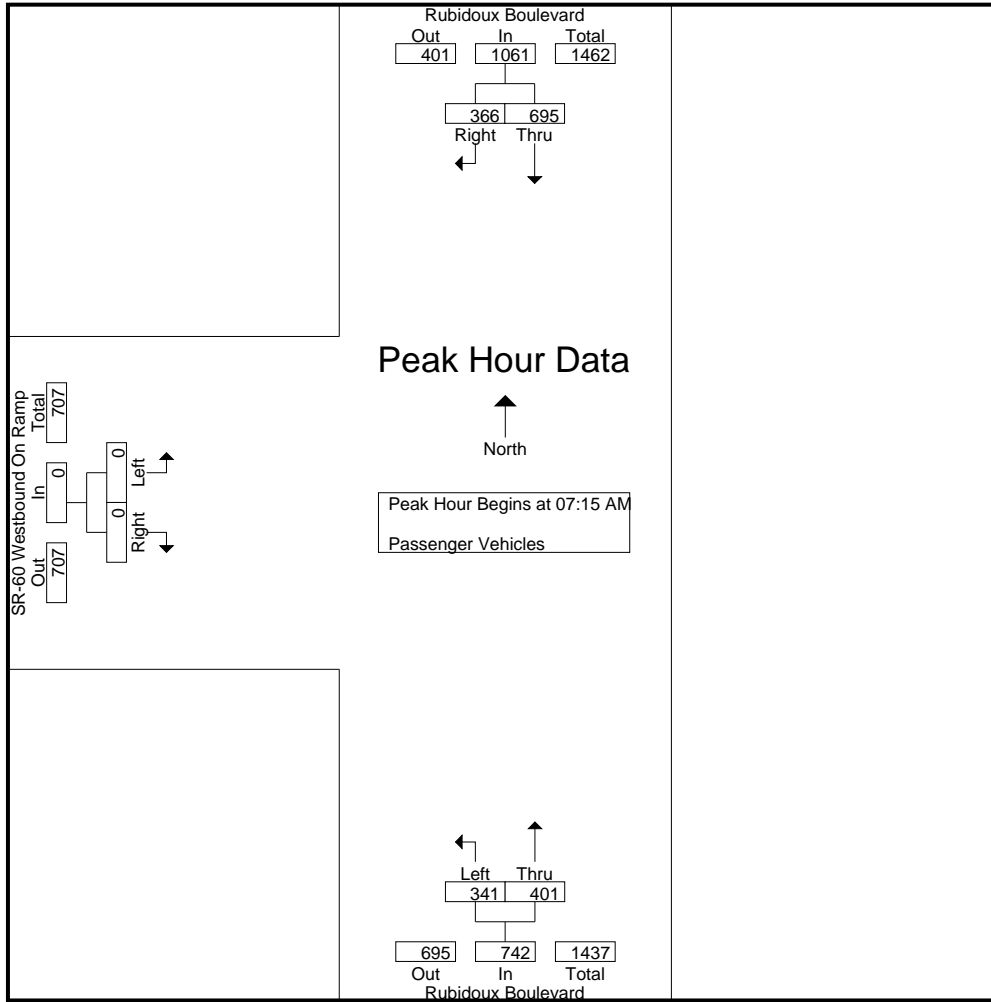 Rubidoux Boulevard
Out In Total
401 1061 1462
366 695
Right Thru
Peak Hour Data
North
Peak Hour Begins at 07:15 AM
Passenger Vehicles
SR-60 Westbound On Ramp
Out In Total
707 0 707
0 0
Right Left
Left Thru
341 401
695 742 1437
Out In Total
Rubidoux Boulevard